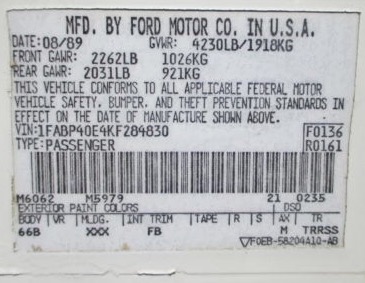 MFD. BY FORD MOTOR CO. IN U.S.A.
DATE: 08/89 GVWR: 4230LB/1918KG
FRONT GAWR: 2262LB 1026KG
REAR GAWR: 2031LB 921KG
THIS VEHICLE CONFORMS TO ALL APPLICABLE FEDERAL MOTOR
VEHICLE SAFETY, BUMPER, AND THEFT PREVENTION STANDARDS IN
EFFECT ON THE DATE OF MANUFACTURE SHOWN ABOVE.
VIN: 1FABP40E4KF284830 F0136
TYPE: PASSENGER R0161
M6062 M5979 21 0235
EXTERIOR PAINT COLORS DSO
BODY | VR | MLDG. | INT TRIM | TAPE | R | S | AX | TR
66B XXX FB M TRRSS
▽F0EB-58204A10-AB